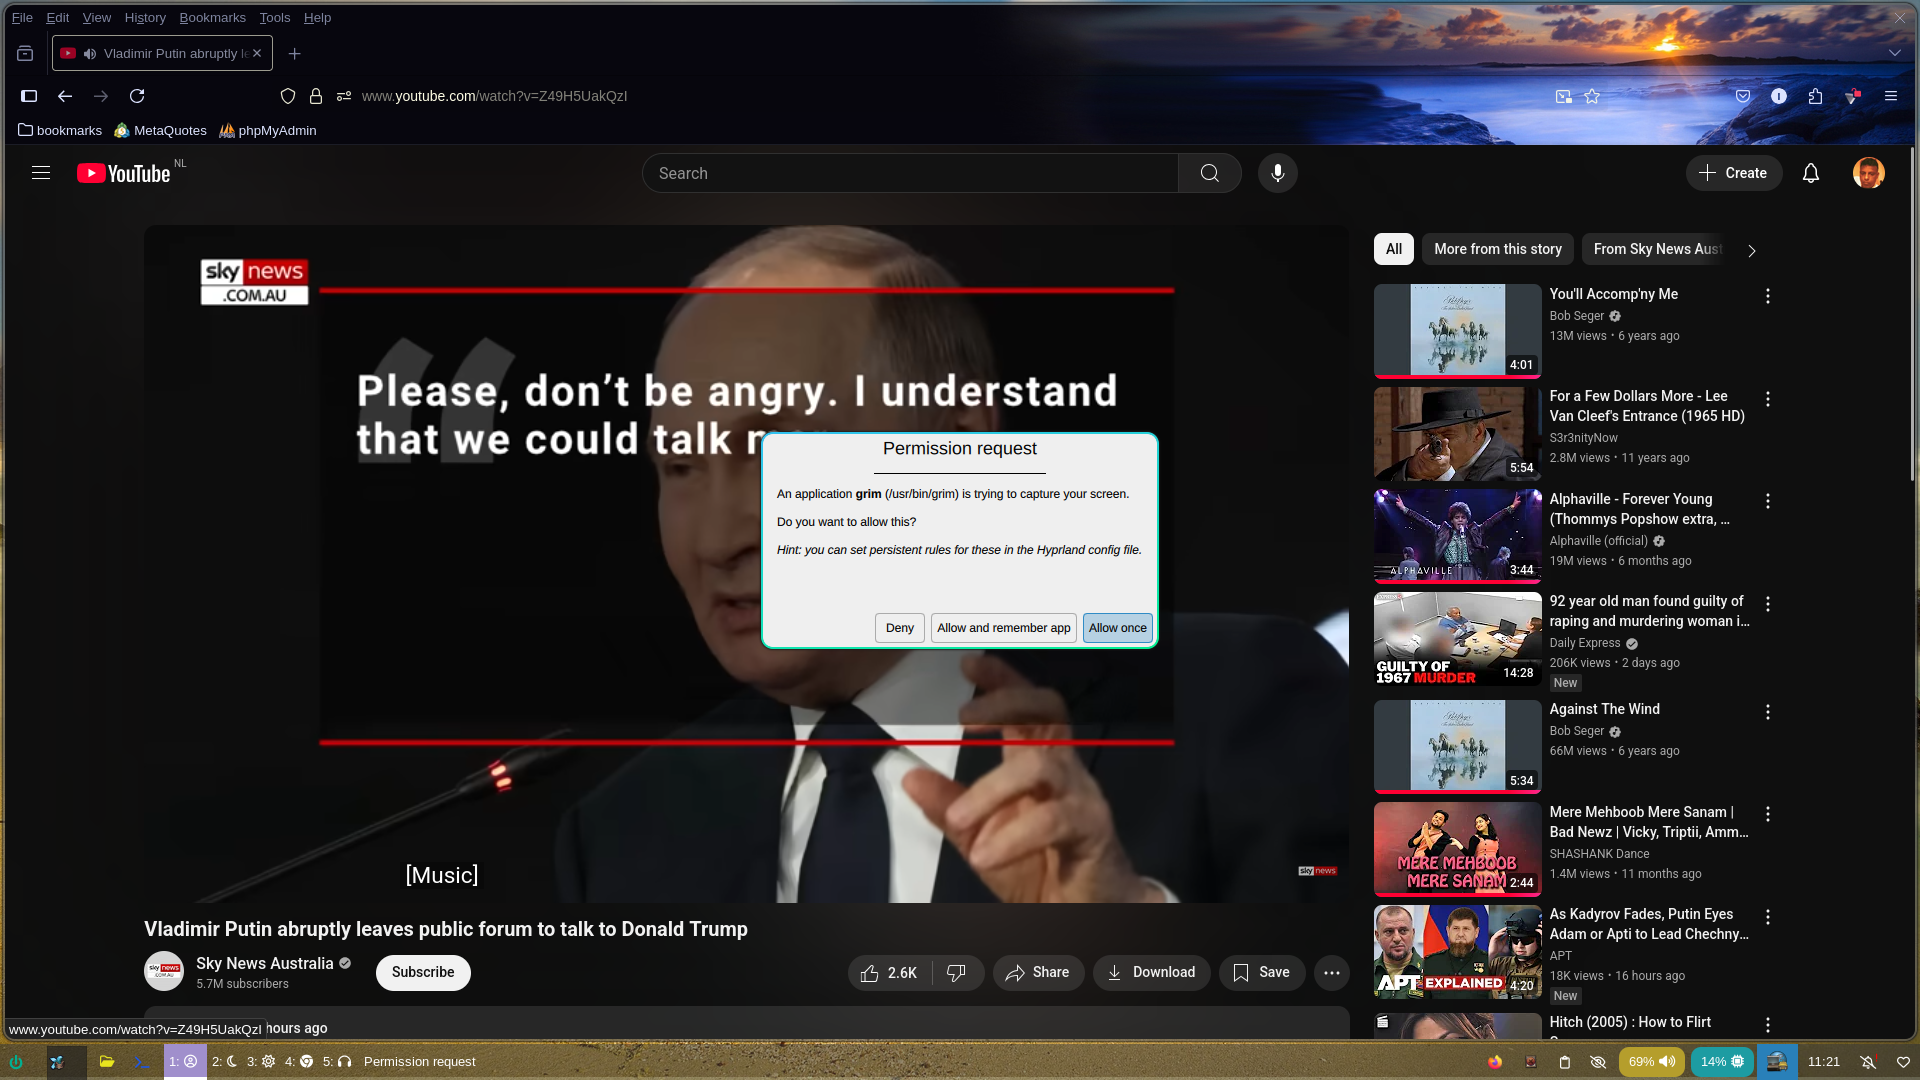 File Edit View History Bookmarks Tools Help
Vladimir Putin abruptly le
www.youtube.com/watch?v=Z49H5UakQzI
bookmarks MetaQuotes phpMyAdmin
YouTube NL
Search
Create
sky news
.COM.AU
Please, don't be angry. I understand
that we could talk
Permission request
An application grim (/usr/bin/grim) is trying to capture your screen.
Do you want to allow this?
Hint: you can set persistent rules for these in the Hyprland config file.
Deny Allow and remember app Allow once
[Music]
sky news
Vladimir Putin abruptly leaves public forum to talk to Donald Trump
Sky News Australia
5.7M subscribers
Subscribe
2.6K
Share
Download
Save
hours ago
www.youtube.com/watch?v=Z49H5UakQzI
All More from this story From Sky News Aust
You'll Accomp'ny Me
Bob Seger
13M views • 6 years ago
4:01
For a Few Dollars More - Lee
Van Cleef's Entrance (1965 HD)
S3r3nityNow
2.8M views • 11 years ago
5:54
Alphaville - Forever Young
(Thommys Popshow extra, ...
Alphaville (official)
19M views • 6 months ago
ALPHAVILLE
3:44
92 year old man found guilty of
raping and murdering woman i...
Daily Express
206K views • 2 days ago
New
GUILTY OF
1967 MURDER
14:28
Against The Wind
Bob Seger
66M views • 6 years ago
5:34
Mere Mehboob Mere Sanam |
Bad Newz | Vicky, Triptii, Amm...
SHASHANK Dance
1.4M views • 11 months ago
MERE MEHBOOB
MERE SANAM
2:44
As Kadyrov Fades, Putin Eyes
Adam or Apti to Lead Chechny...
APT
18K views • 16 hours ago
New
APT EXPLAINED
4:20
Hitch (2005) : How to Flirt
1: 2: 3: 4: 5: Permission request
69% 14% 11:21